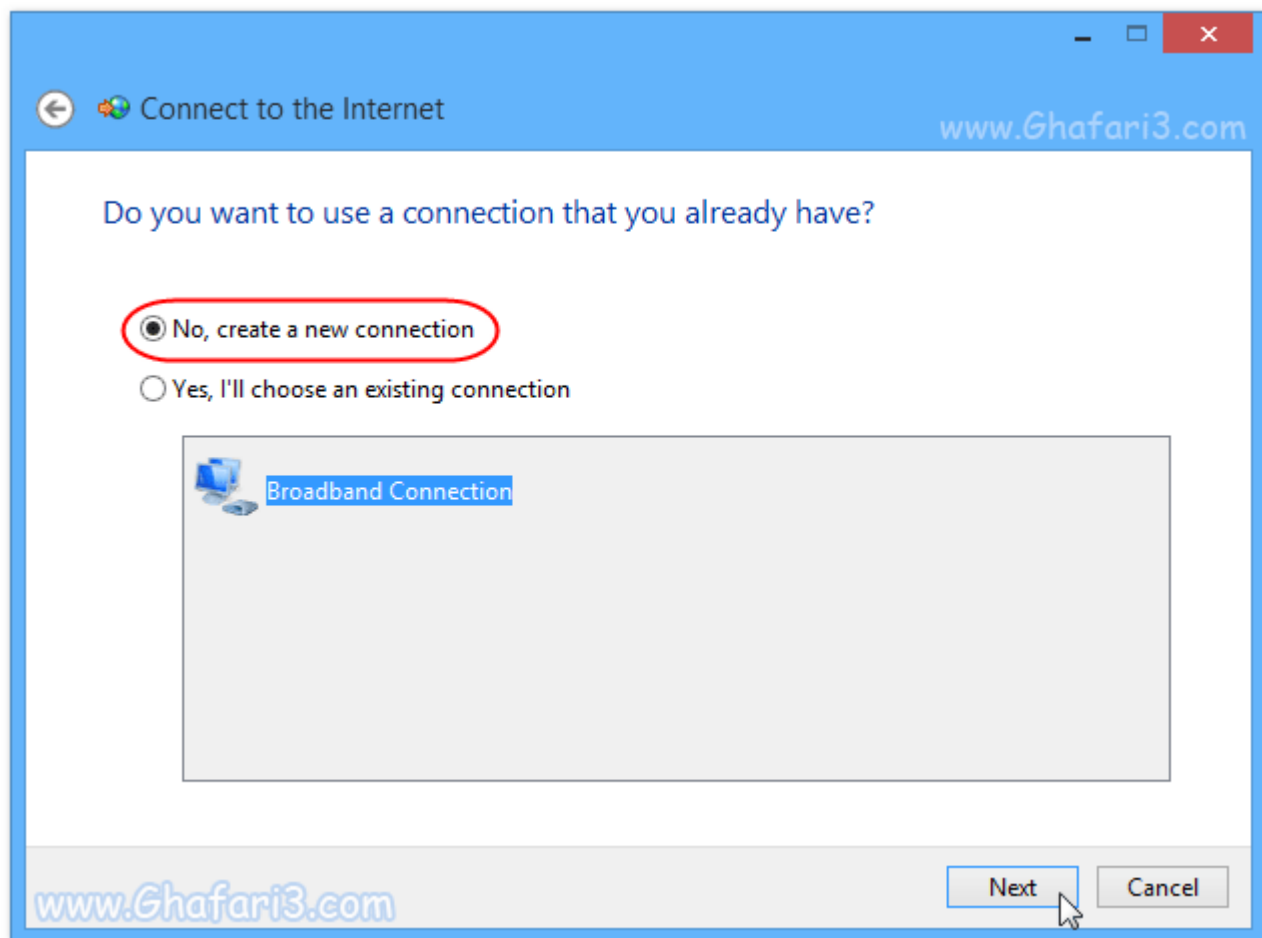 Connect to the Internet
www.Ghafari3.com
Do you want to use a connection that you already have?
No, create a new connection
Yes, I'll choose an existing connection
Broadband Connection
www.Ghafari3.com
Next
Cancel